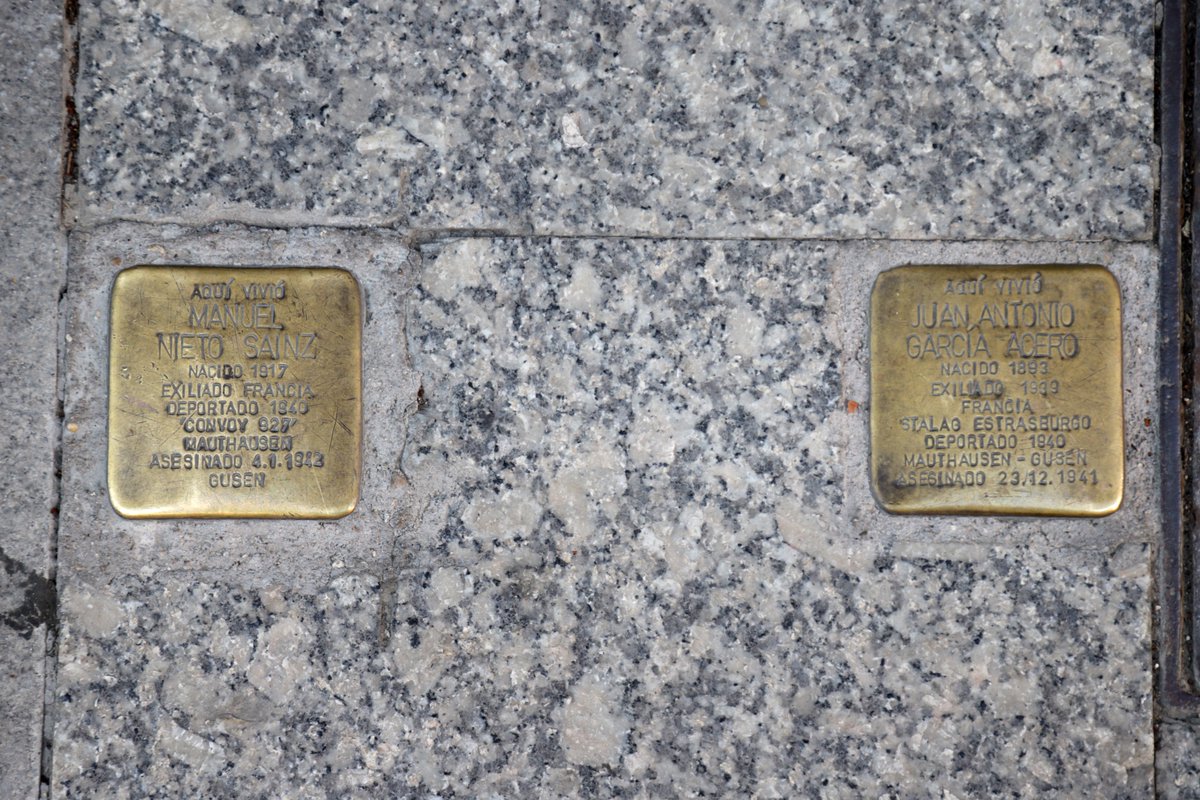 AQUÍ VIVIÓ
MANUEL
NIETO SAINZ
NACIDO 1917
EXILIADO FRANCIA
DEPORTADO 1940
"CONVOY 927"
MAUTHAUSEN
ASESINADO 4.1.1943
GUSEN
AQUÍ VIVIÓ
JUAN ANTONIO
GARCÍA ACERO
NACIDO 1893
EXILIADO 1939
FRANCIA
STALAG ESTRASBURGO
DEPORTADO 1940
MAUTHAUSEN - GUSEN
ASESINADO 23.12.1941